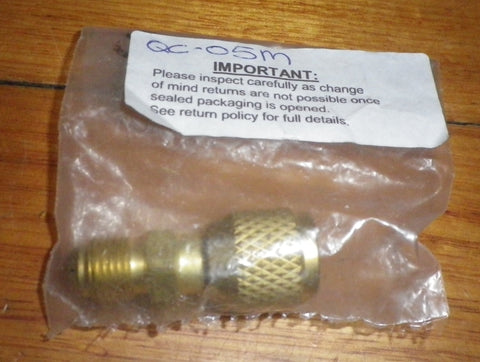 QC-05M
IMPORTANT:
Please inspect carefully as change
of mind returns are not possible once
sealed packaging is opened.
See return policy for full details.